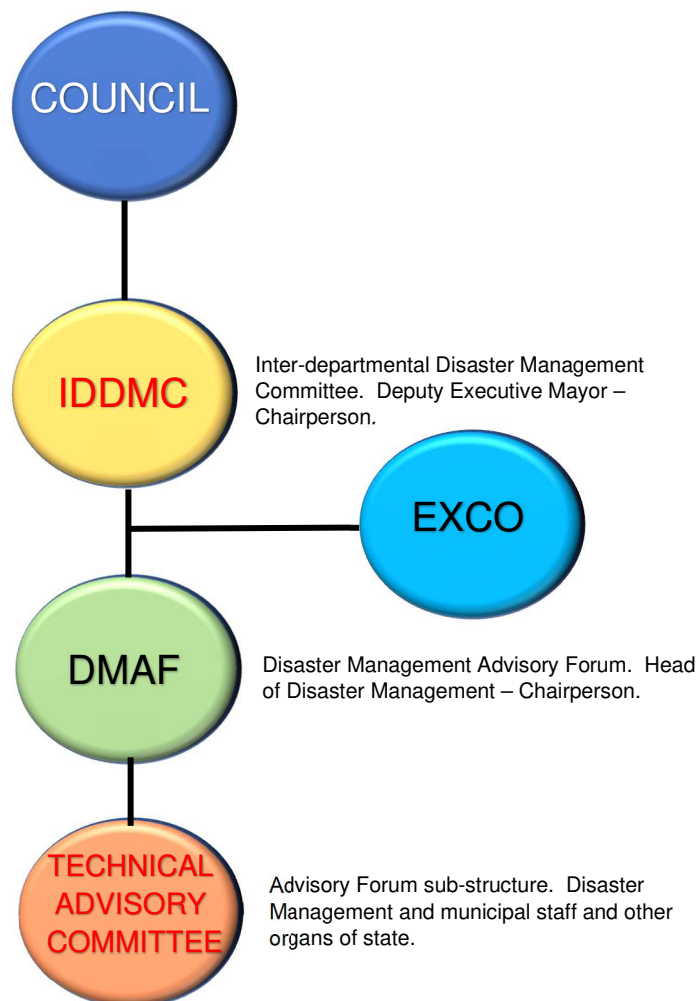 COUNCIL
IDDMC
Inter-departmental Disaster Management
Committee.  Deputy Executive Mayor –
Chairperson.
EXCO
DMAF
Disaster Management Advisory Forum.  Head
of Disaster Management – Chairperson.
TECHNICAL
ADVISORY
COMMITTEE
Advisory Forum sub-structure.  Disaster
Management and municipal staff and other
organs of state.